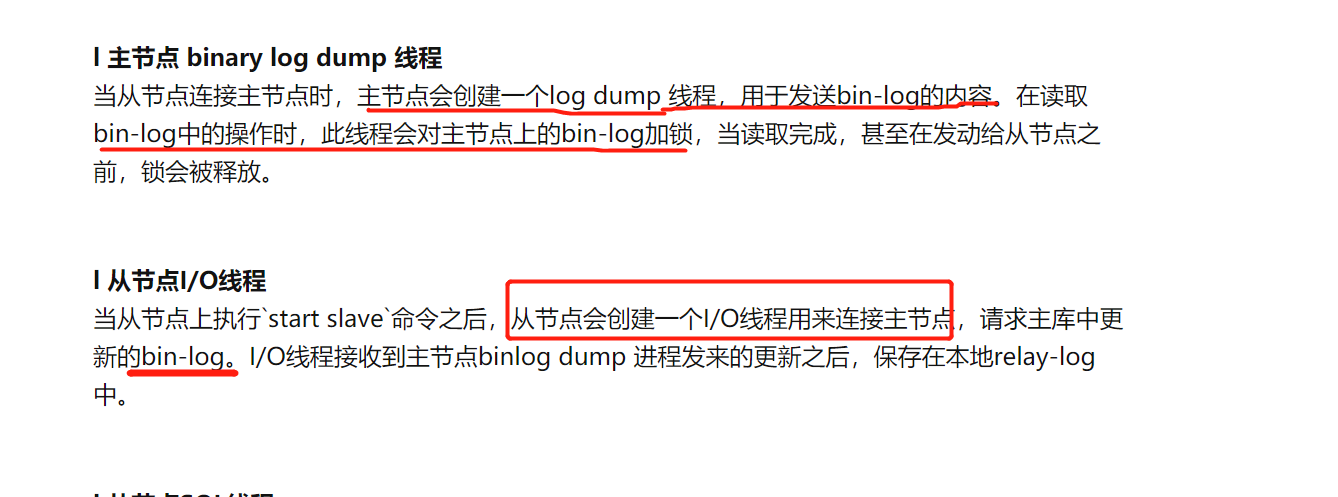 l 主节点 binary log dump 线程
当从节点连接主节点时，主节点会创建一个log dump 线程，用于发送bin-log的内容。在读取
bin-log中的操作时，此线程会对主节点上的bin-log加锁，当读取完成，甚至在发动给从节点之
前，锁会被释放。
l 从节点I/O线程
当从节点上执行`start slave`命令之后，从节点会创建一个I/O线程用来连接主节点，请求主库中更
新的bin-log。I/O线程接收到主节点binlog dump 进程发来的更新之后，保存在本地relay-log
中。
l 从节点SQL线程